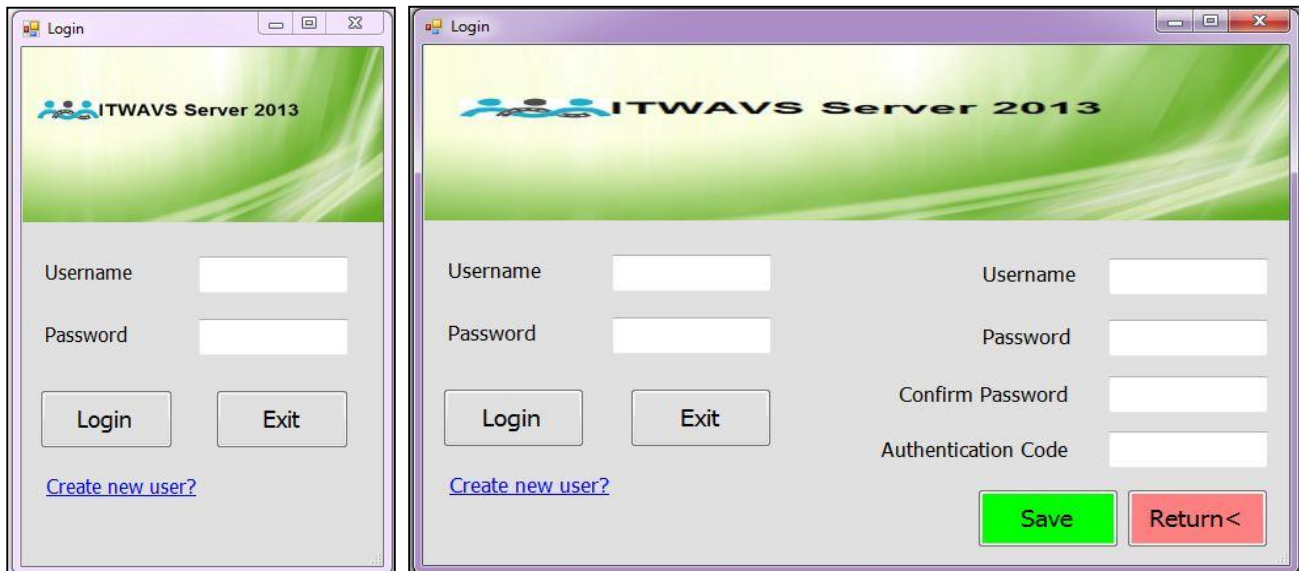 Login
ITWAVS Server 2013
Username
Password
Login Exit
Create new user?
Login
ITWAVS Server 2013
Username
Password
Login Exit
Create new user?
Username
Password
Confirm Password
Authentication Code
Save Return<